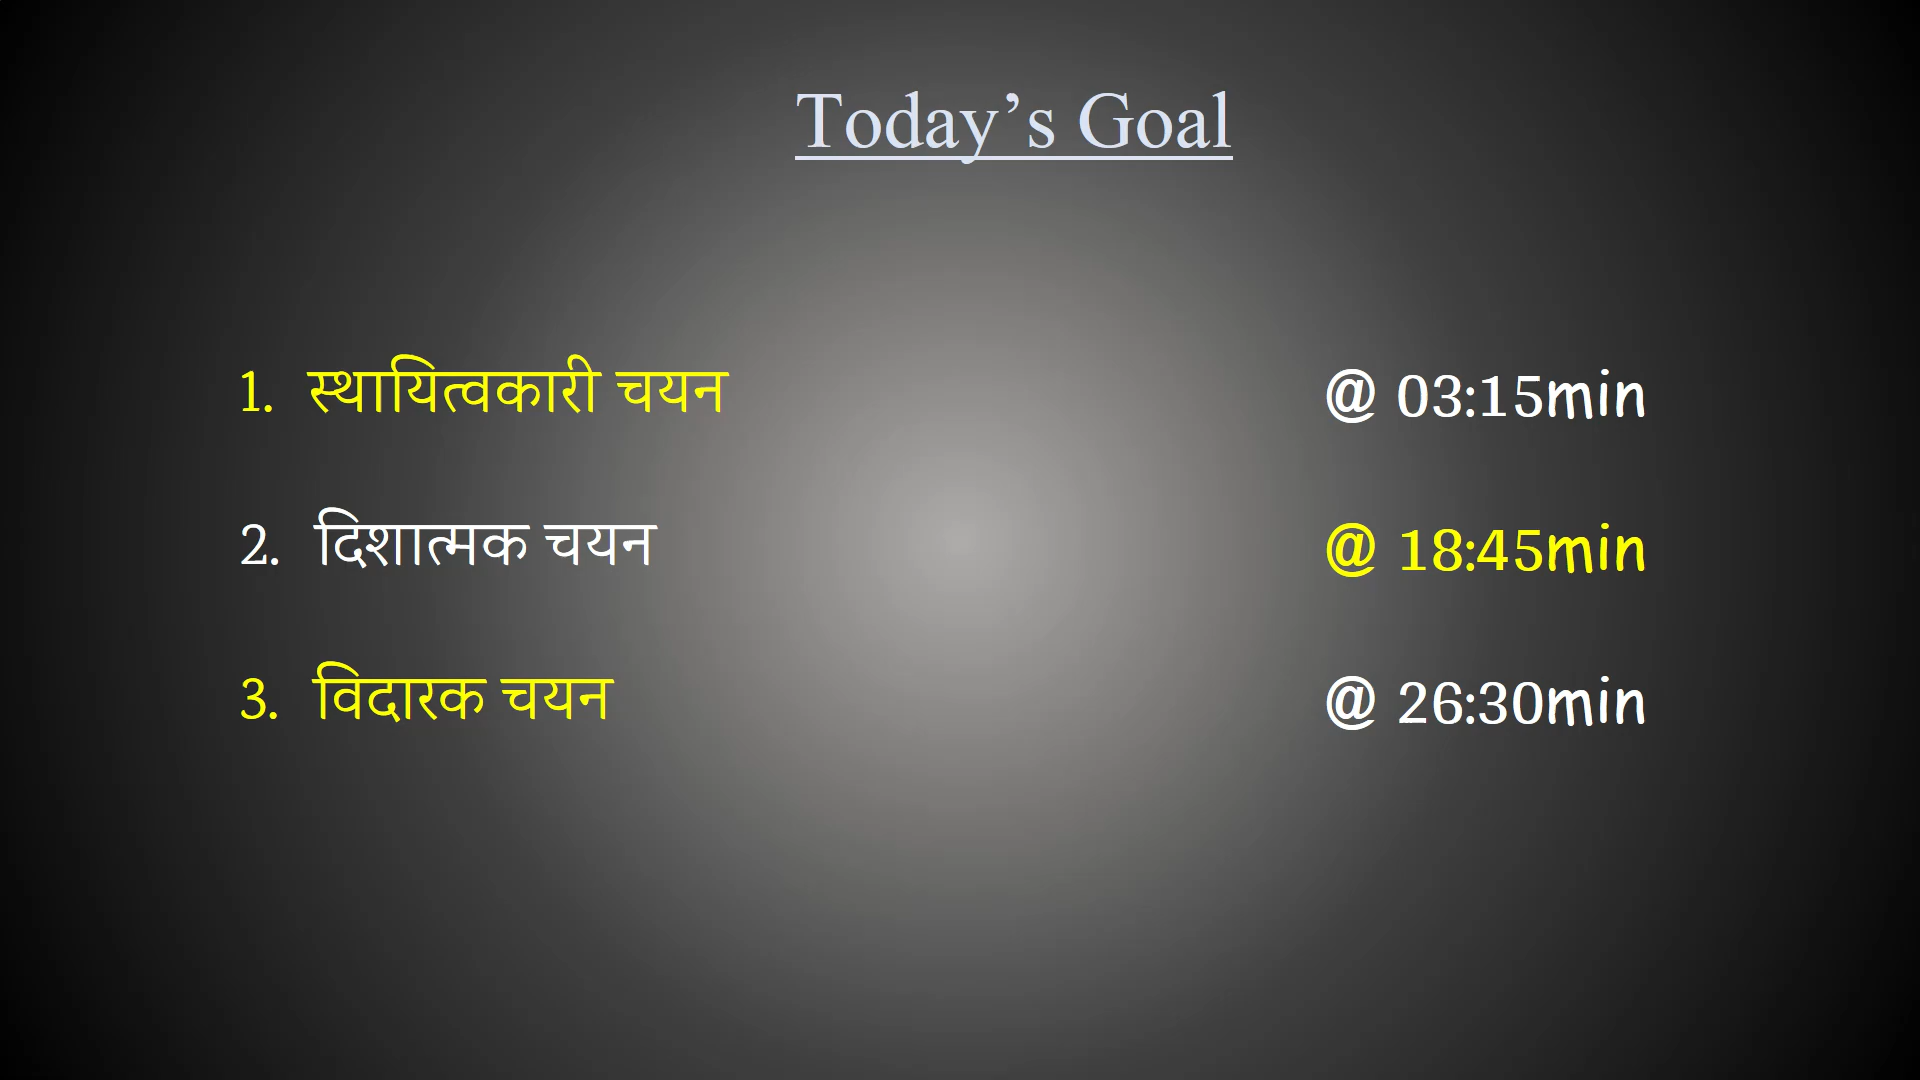 Today’s Goal
1. स्थायित्वकारी चयन @ 03:15min
2. दिशात्मक चयन @ 18:45min
3. विदारक चयन @ 26:30min